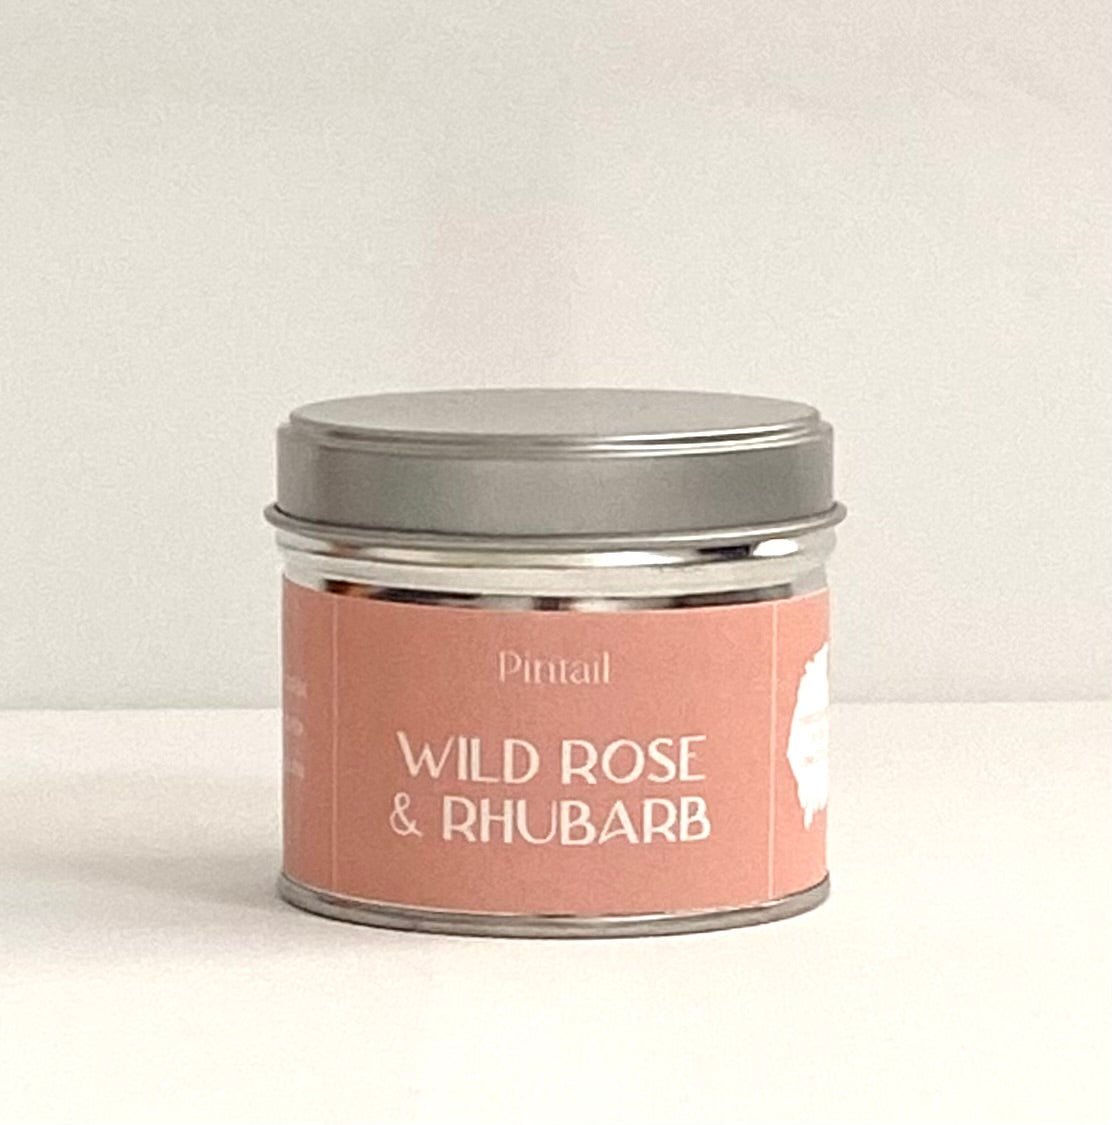 Pintail
WILD ROSE
& RHUBARB